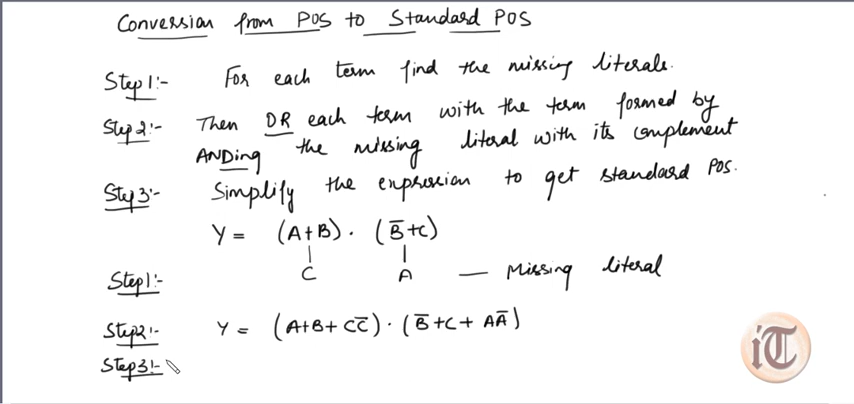 Conversion from POS to Standard POS
Step 1:- For each term find the missing literals.
Step 2:- Then OR each term with the term formed by
ANDing the missing literal with its complement
Step 3:- Simplify the expression to get standard POS.
Y = (A+B) · (B̅+C)
C A
Step 1:- — Missing literal
Step 2:- Y = (A+B+CC̅) · (B̅+C+AA̅)
Step 3:-
iT